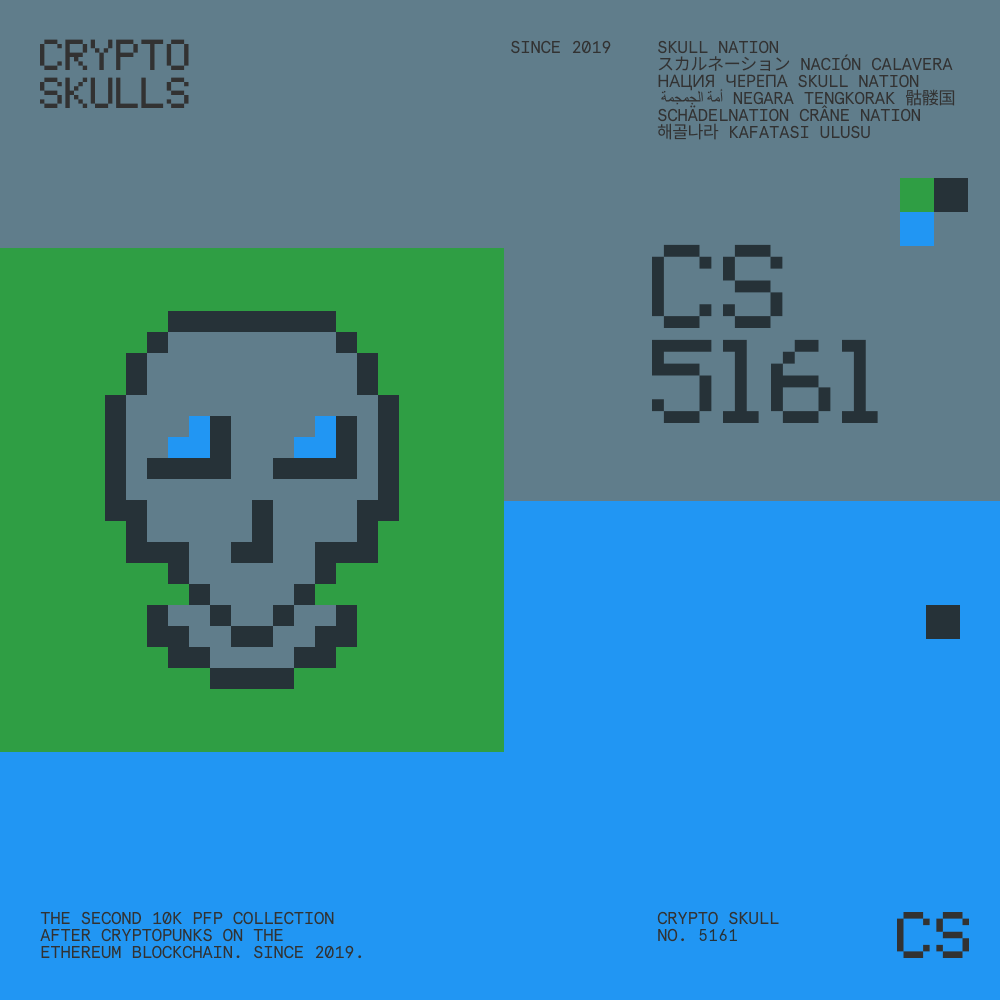 CRYPTO
SKULLS
SINCE 2019
SKULL NATION
スカルネーション NACIÓN CALAVERA
НАЦИЯ ЧЕРЕПА SKULL NATION
أمة الجمجمة NEGARA TENGKORAK 骷髅国
SCHÄDELNATION CRÂNE NATION
해골나라 KAFATASI ULUSU
CS
5161
THE SECOND 10K PFP COLLECTION
AFTER CRYPTOPUNKS ON THE
ETHEREUM BLOCKCHAIN. SINCE 2019.
CRYPTO SKULL
NO. 5161
CS